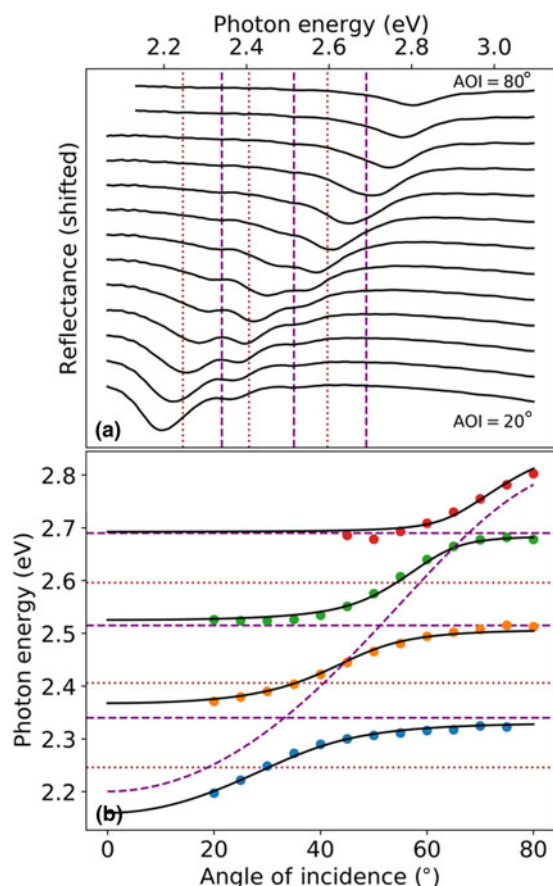 Photon energy (eV)
2.2 2.4 2.6 2.8 3.0
AOI = 80°
Reflectance (shifted)
(a)
AOI = 20°
2.8
2.7
2.6
2.5
2.4
2.3
2.2
Photon energy (eV)
(b)
0 20 40 60 80
Angle of incidence (°)